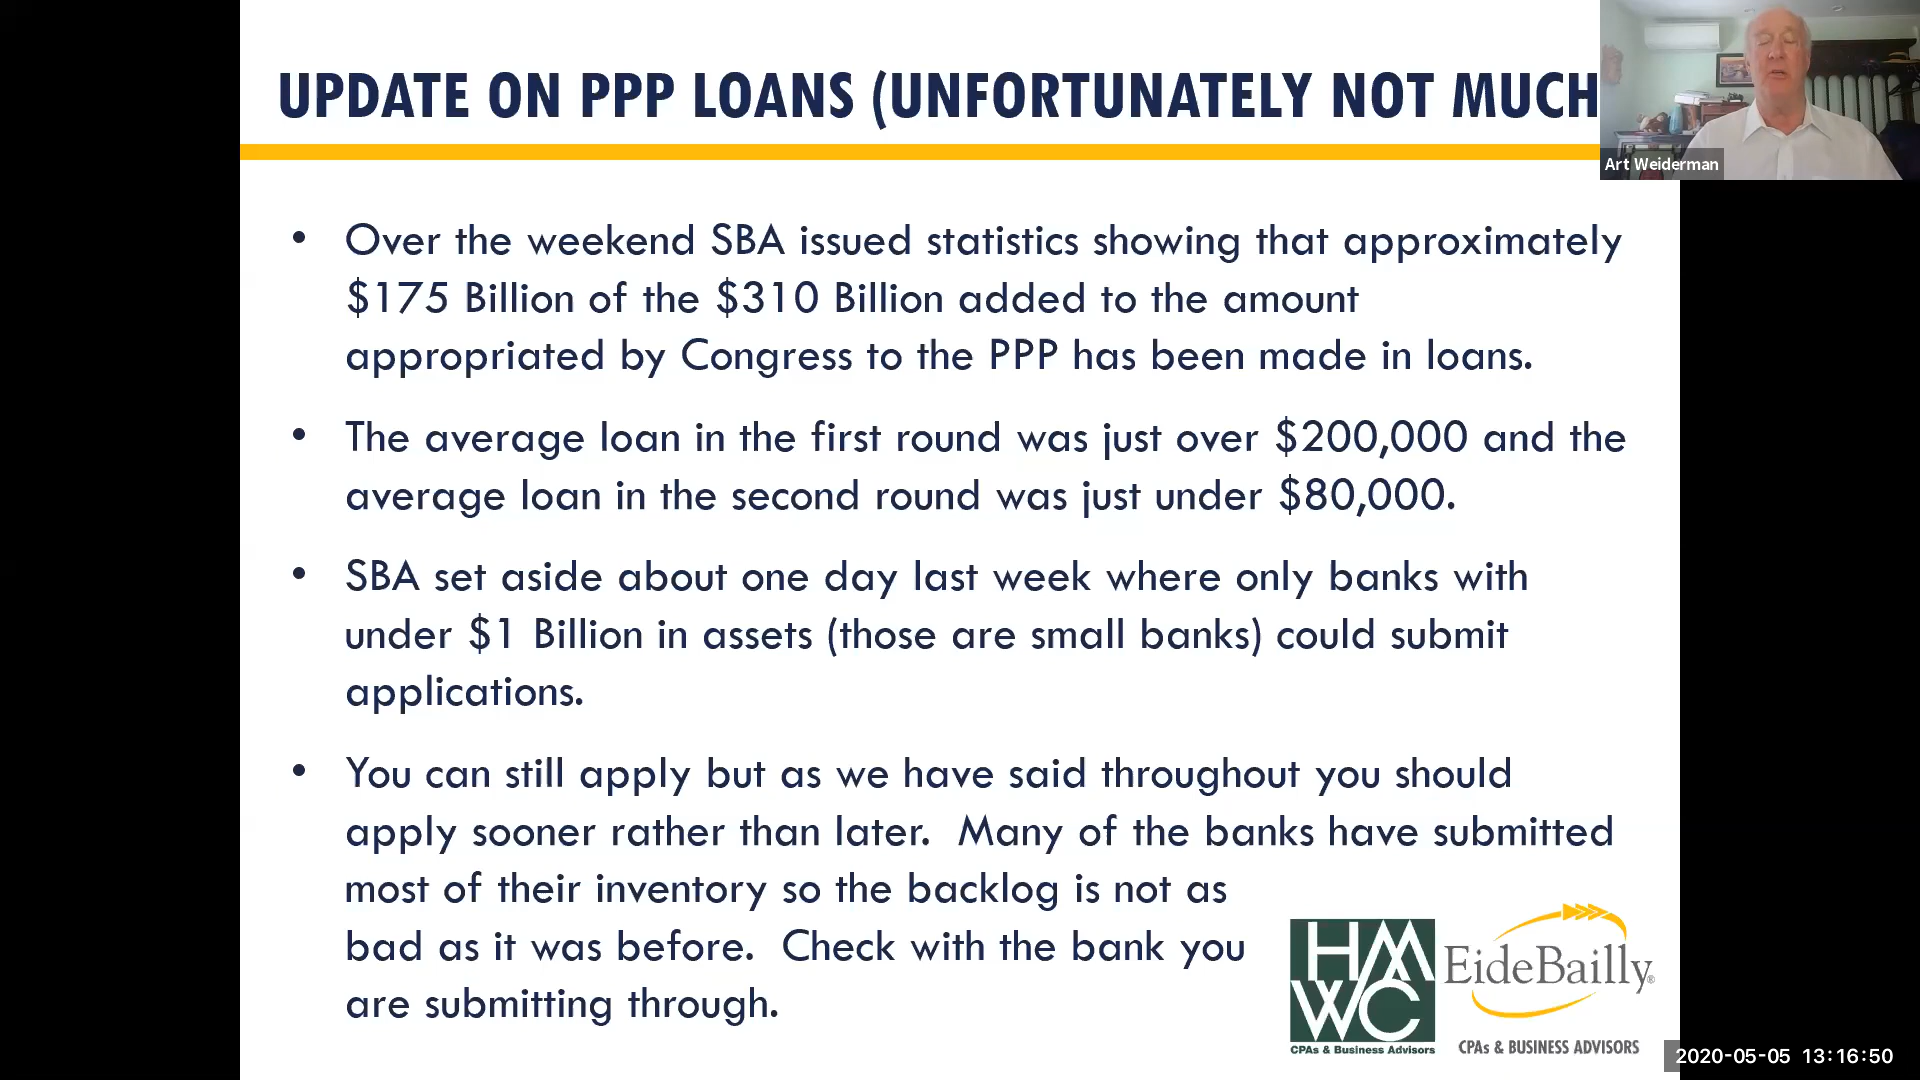 UPDATE ON PPP LOANS (UNFORTUNATELY NOT MUCH
Art Weiderman
• Over the weekend SBA issued statistics showing that approximately
$175 Billion of the $310 Billion added to the amount
appropriated by Congress to the PPP has been made in loans.
• The average loan in the first round was just over $200,000 and the
average loan in the second round was just under $80,000.
• SBA set aside about one day last week where only banks with
under $1 Billion in assets (those are small banks) could submit
applications.
• You can still apply but as we have said throughout you should
apply sooner rather than later.  Many of the banks have submitted
most of their inventory so the backlog is not as
bad as it was before.  Check with the bank you
are submitting through.
HMWC
CPAs & Business Advisors
EideBailly®
CPAs & BUSINESS ADVISORS
2020-05-05 13:16:50